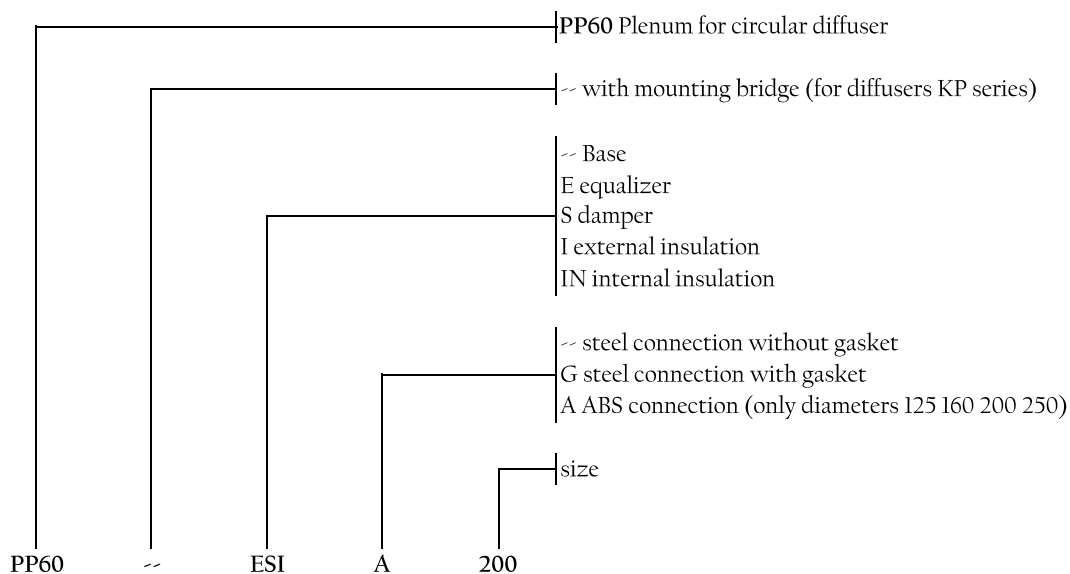 PP60 Plenum for circular diffuser
-- with mounting bridge (for diffusers KP series)
-- Base
E equalizer
S damper
I external insulation
IN internal insulation
-- steel connection without gasket
G steel connection with gasket
A ABS connection (only diameters 125 160 200 250)
size
PP60 -- ESI A 200